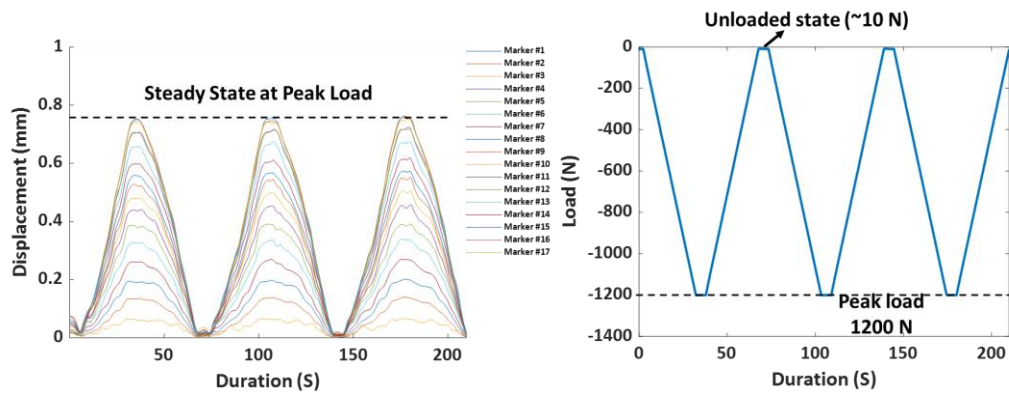 Displacement (mm)
1
0.8
0.6
0.4
0.2
0
Steady State at Peak Load
0
50
100
150
200
Duration (S)
Marker #1
Marker #2
Marker #3
Marker #4
Marker #5
Marker #6
Marker #7
Marker #8
Marker #9
Marker #10
Marker #11
Marker #12
Marker #13
Marker #14
Marker #15
Marker #16
Marker #17
Unloaded state (~10 N)
Load (N)
0
-200
-400
-600
-800
-1000
-1200
-1400
Peak load
1200 N
0
50
100
150
200
Duration (S)